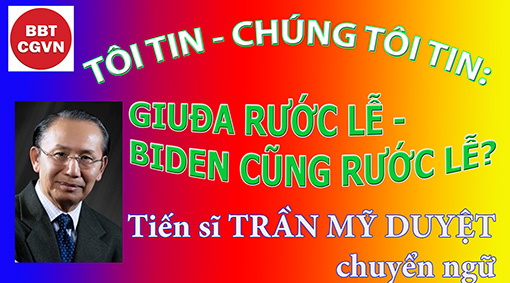 BBT
CGVN
TÔI TIN - CHÚNG TÔI TIN:
GIUĐA RƯỚC LỄ -
BIDEN CŨNG RƯỚC LỄ?
Tiến sĩ TRẦN MỸ DUYỆT
chuyển ngữ